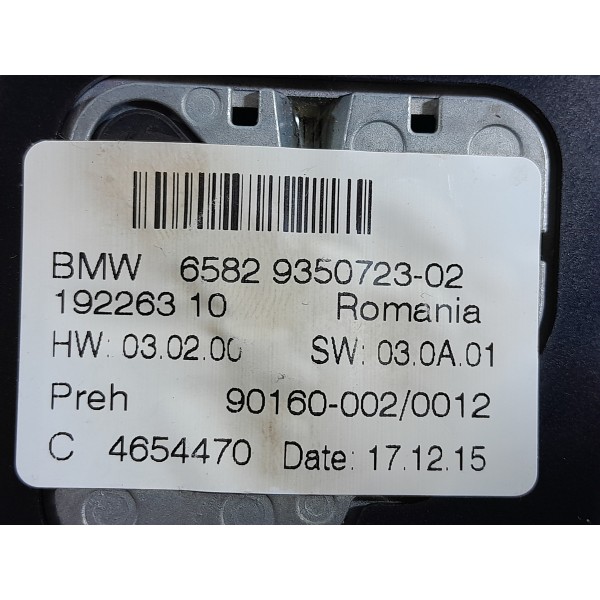 BMW 6582 9350723-02
192263 10 Romania
HW: 03.02.00 SW: 03.0A.01
Preh 90160-002/0012
C 4654470 Date: 17.12.15